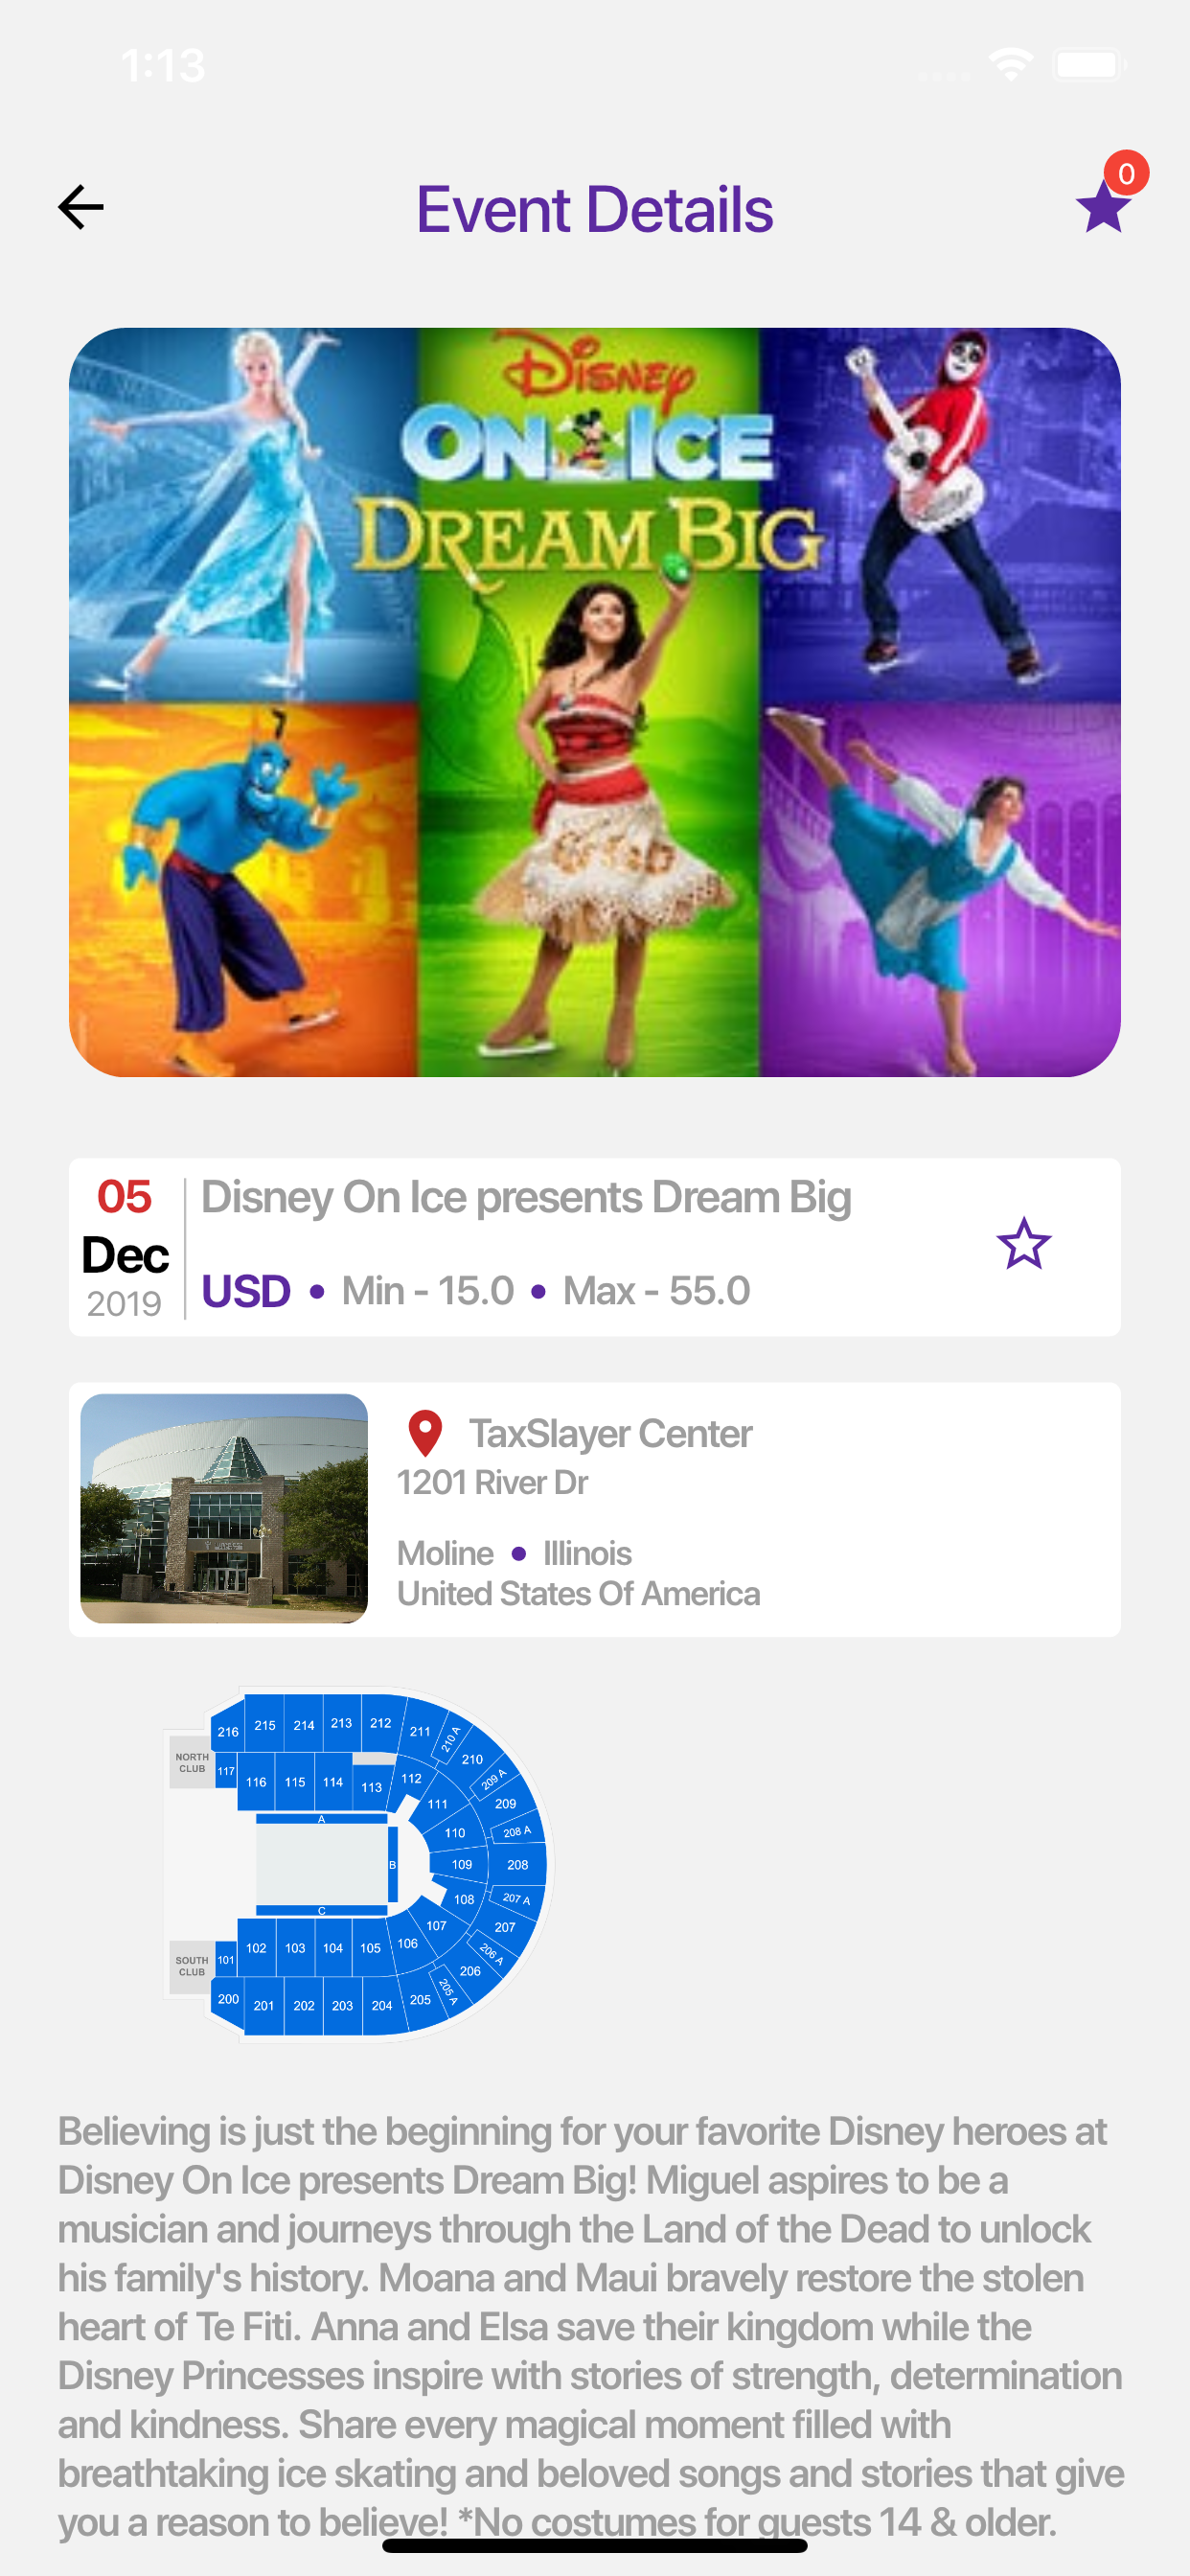 1:13
0
Event Details
Disney
ON ICE
DREAM BIG
05
Dec
2019
Disney On Ice presents Dream Big
USD • Min - 15.0 • Max - 55.0
TaxSlayer Center
1201 River Dr
Moline • Illinois
United States Of America
216 215 214 213 212 211 210 A 210 209 A 209 208 A 208 207 A 207 206 A 206 205 A 205 204 203 202 201 200
NORTH
CLUB
117 116 115 114 113 112 111 110 109 108 107 106 105 104 103 102 101
A
B
C
SOUTH
CLUB
Believing is just the beginning for your favorite Disney heroes at
Disney On Ice presents Dream Big! Miguel aspires to be a
musician and journeys through the Land of the Dead to unlock
his family's history. Moana and Maui bravely restore the stolen
heart of Te Fiti. Anna and Elsa save their kingdom while the
Disney Princesses inspire with stories of strength, determination
and kindness. Share every magical moment filled with
breathtaking ice skating and beloved songs and stories that give
you a reason to believe! *No costumes for guests 14 & older.